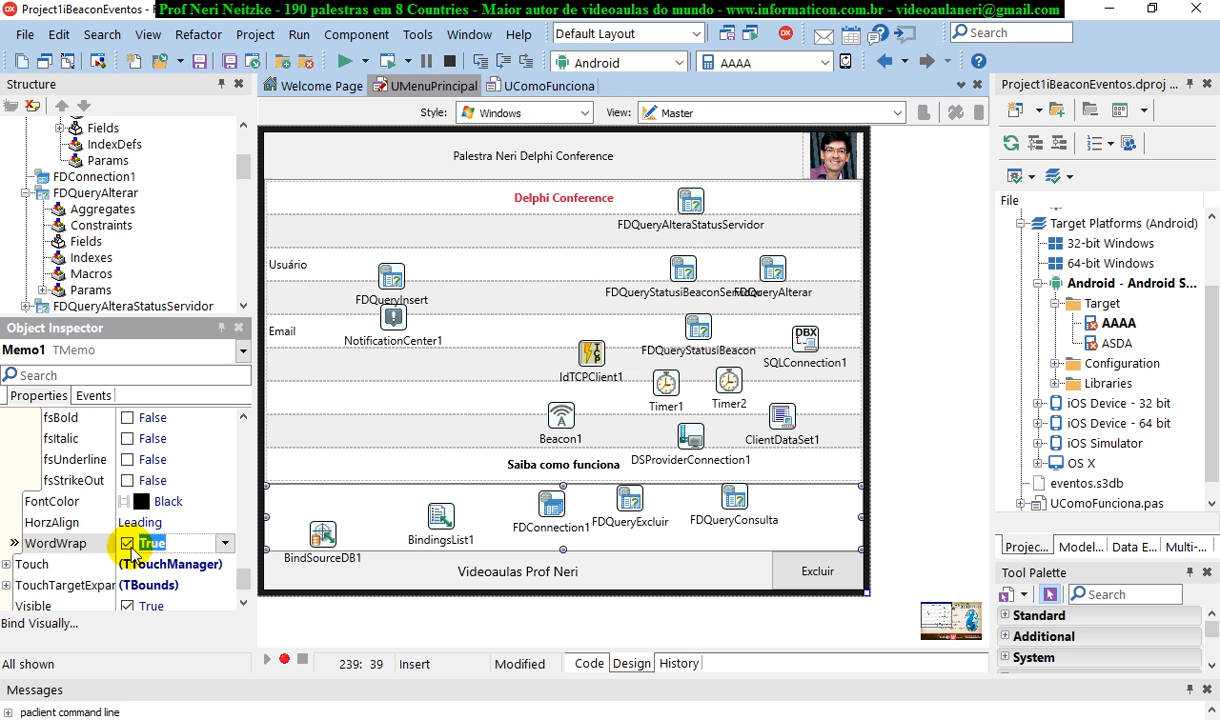 Project1iBeaconEventos -
Prof Neri Neitzke - 190 palestras em 8 Countries - Maior autor de videoaulas do mundo - www.informaticon.com.br - videoaulaneri@gmail.com
File Edit Search View Refactor Project Run Component Tools Window Help Default Layout Search
Android AAAA
Structure
Welcome Page UMenuPrincipal UComoFunciona
Project1iBeaconEventos.dproj ...
Style: Windows View: Master
Fields
IndexDefs
Params
FDConnection1
FDQueryAlterar
Aggregates
Constraints
Fields
Indexes
Macros
Params
FDQueryAlteraStatusServidor
Object Inspector
Memo1 TMemo
Search
Properties Events
fsBold False
fsItalic False
fsUnderline False
fsStrikeOut False
FontColor Black
HorzAlign Leading
WordWrap True
Touch (TTouchManager)
TouchTargetExpar (TBounds)
Visible True
Bind Visually...
All shown
Palestra Neri Delphi Conference
Delphi Conference
FDQueryAlteraStatusServidor
Usuário
FDQueryInsert
FDQueryStatusiBeaconServidor
FDQueryAlterar
Email
NotificationCenter1
FDQueryStatusiBeacon
DBX
SQLConnection1
TCP
IdTCPClient1
Timer1
Timer2
Beacon1
ClientDataSet1
Saiba como funciona
DSProviderConnection1
BindSourceDB1
BindingsList1
FDConnection1
FDQueryExcluir
FDQueryConsulta
Videoaulas Prof Neri
Excluir
239: 39 Insert Modified Code Design History
File
Target Platforms (Android)
32-bit Windows
64-bit Windows
Android - Android S...
Target
AAAA
ASDA
Configuration
Libraries
iOS Device - 32 bit
iOS Device - 64 bit
iOS Simulator
OS X
eventos.s3db
UComoFunciona.pas
Projec... Model... Data E... Multi-...
Tool Palette
Search
Standard
Additional
System
Messages
paclient command line